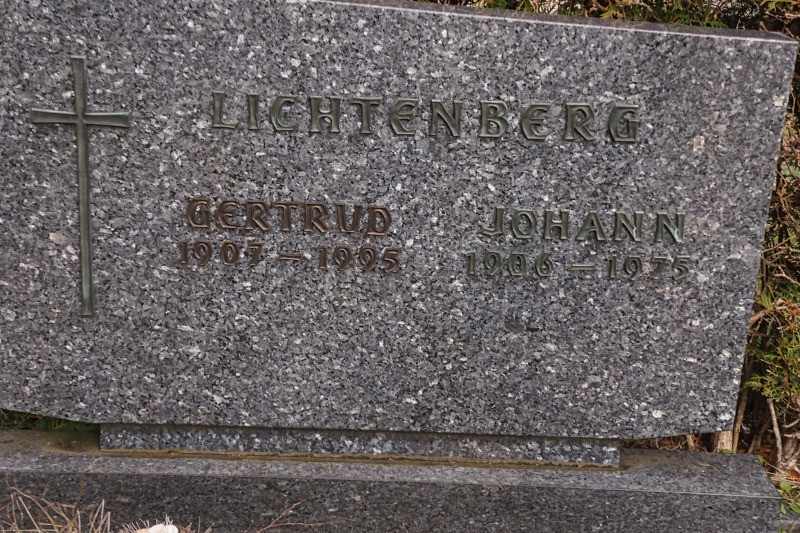 LICHTENBERG
GERTRUD
1907 – 1995
JOHANN
1906 – 1975